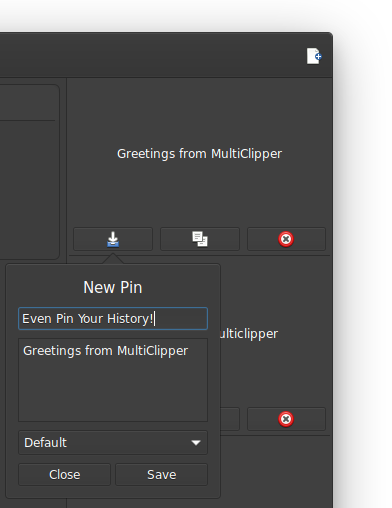 Greetings from MultiClipper
New Pin
Even Pin Your History!
ulticlipper
Greetings from MultiClipper
Default
Close
Save